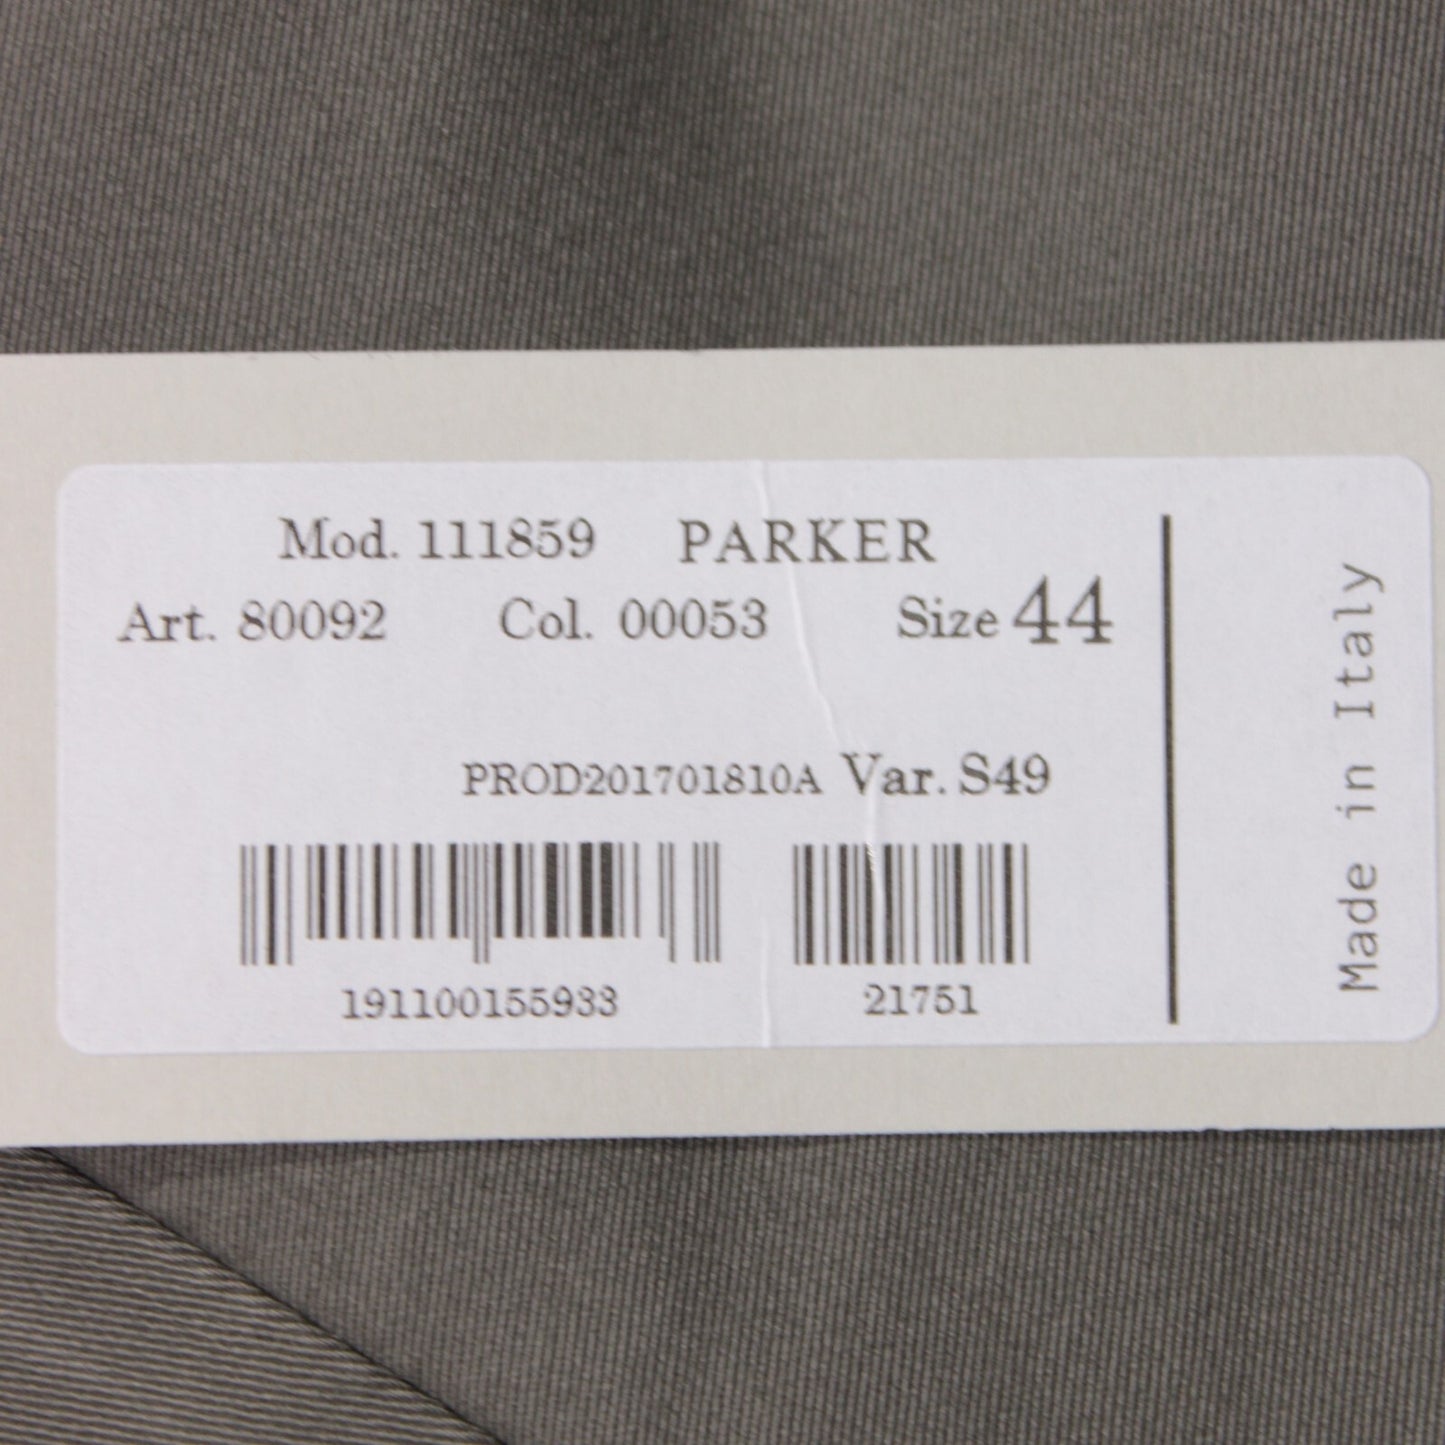 Mod. 111859 PARKER
Art. 80092 Col. 00053 Size 44
PROD201701810A Var. S49
191100155933 21751
Made in Italy